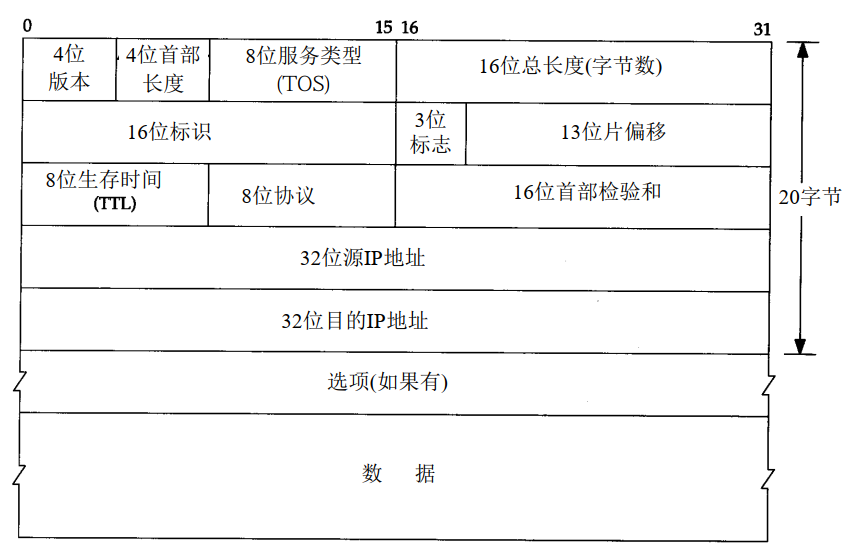 0 15 16 31
4位 4位首部 8位服务类型 16位总长度(字节数)
版本 长度 (TOS)
16位标识 3位 13位片偏移
标志
8位生存时间 8位协议 16位首部检验和 20字节
(TTL)
32位源IP地址
32位目的IP地址
选项(如果有)
数 据